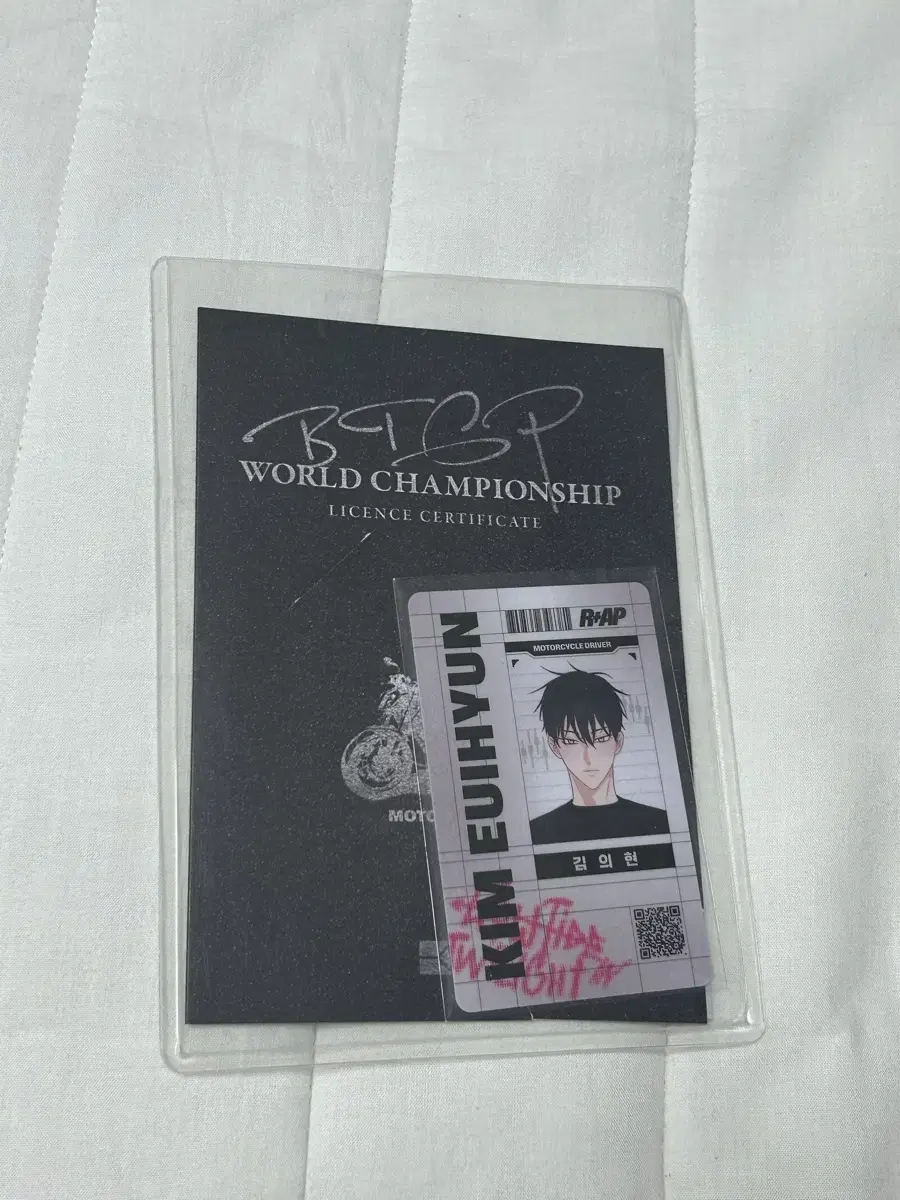 BTGP
WORLD CHAMPIONSHIP
LICENCE CERTIFICATE
R+AP
MOTORCYCLE DRIVER
KIM EUIHYUN
김의현